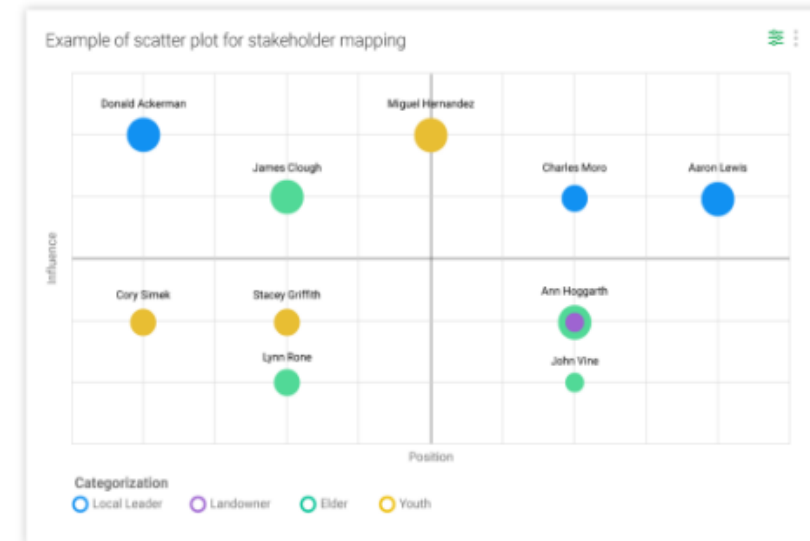 Example of scatter plot for stakeholder mapping
Donald Ackerman
Miguel Hernandez
James Clough
Charles Moro
Aaron Lewis
Influence
Cory Simek
Stacey Griffith
Ann Hoggarth
Lynn Rone
John Vine
Position
Categorization
Local Leader Landowner Elder Youth